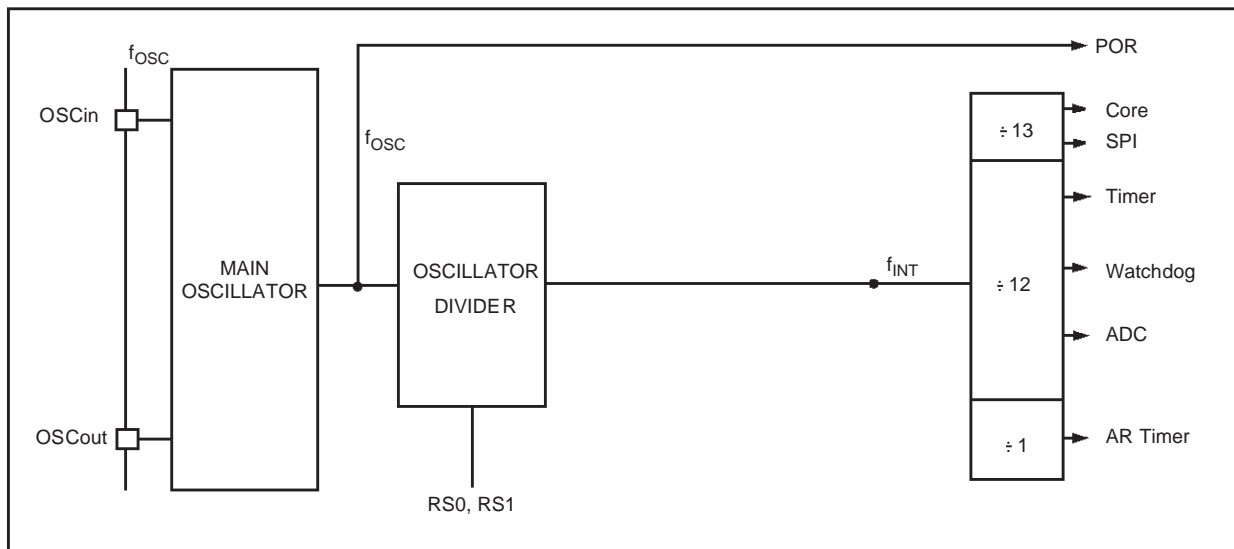 fOSC
POR
OSCin
Core
÷ 13
fOSC
SPI
Timer
MAIN
OSCILLATOR
OSCILLATOR
DIVIDER
fINT
÷ 12
Watchdog
ADC
OSCout
÷ 1
AR Timer
RS0, RS1